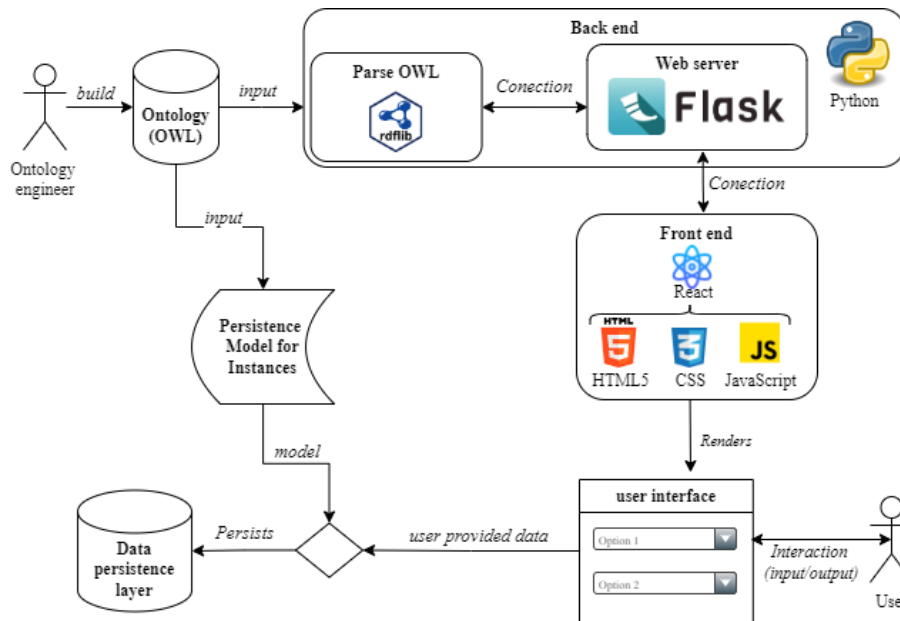 Back end
Python
Parse OWL
rdflib
Conection
Web server
Flask
build
Ontology
(OWL)
input
Ontology
engineer
Conection
input
Front end
React
HTML
HTML5
CSS
JS
JavaScript
Persistence
Model for
Instances
model
Renders
user interface
Option 1
Option 2
Interaction
(input/output)
Use
user provided data
Persists
Data
persistence
layer